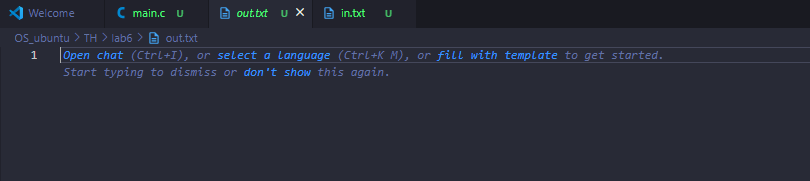 Welcome
main.c U
out.txt U
in.txt U
OS_ubuntu > TH > lab6 > out.txt
1 Open chat (Ctrl+I), or select a language (Ctrl+K M), or fill with template to get started.
Start typing to dismiss or don't show this again.